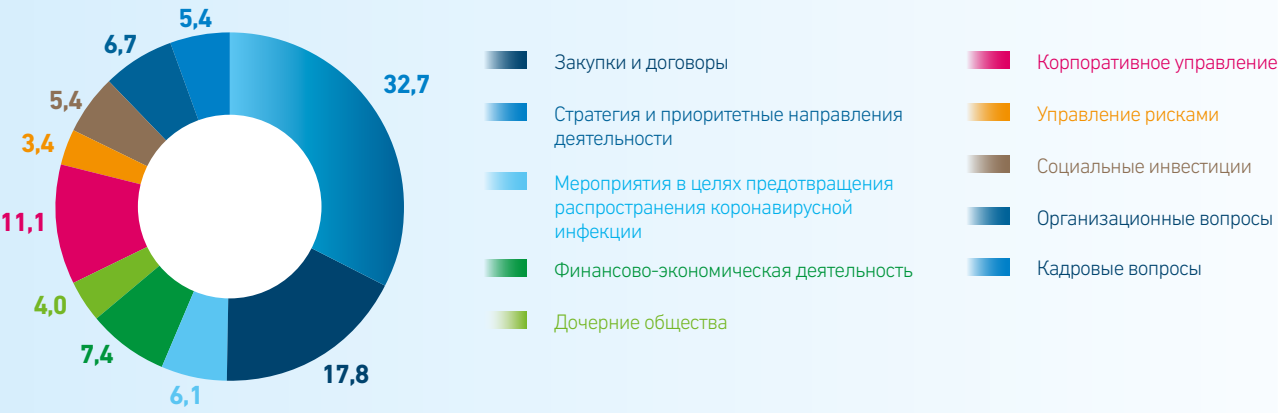 5,4
6,7
32,7
5,4
3,4
11,1
4,0
7,4
6,1
17,8
Закупки и договоры
Стратегия и приоритетные направления
деятельности
Мероприятия в целях предотвращения
распространения коронавирусной
инфекции
Финансово-экономическая деятельность
Дочерние общества
Корпоративное управление
Управление рисками
Социальные инвестиции
Организационные вопросы
Кадровые вопросы